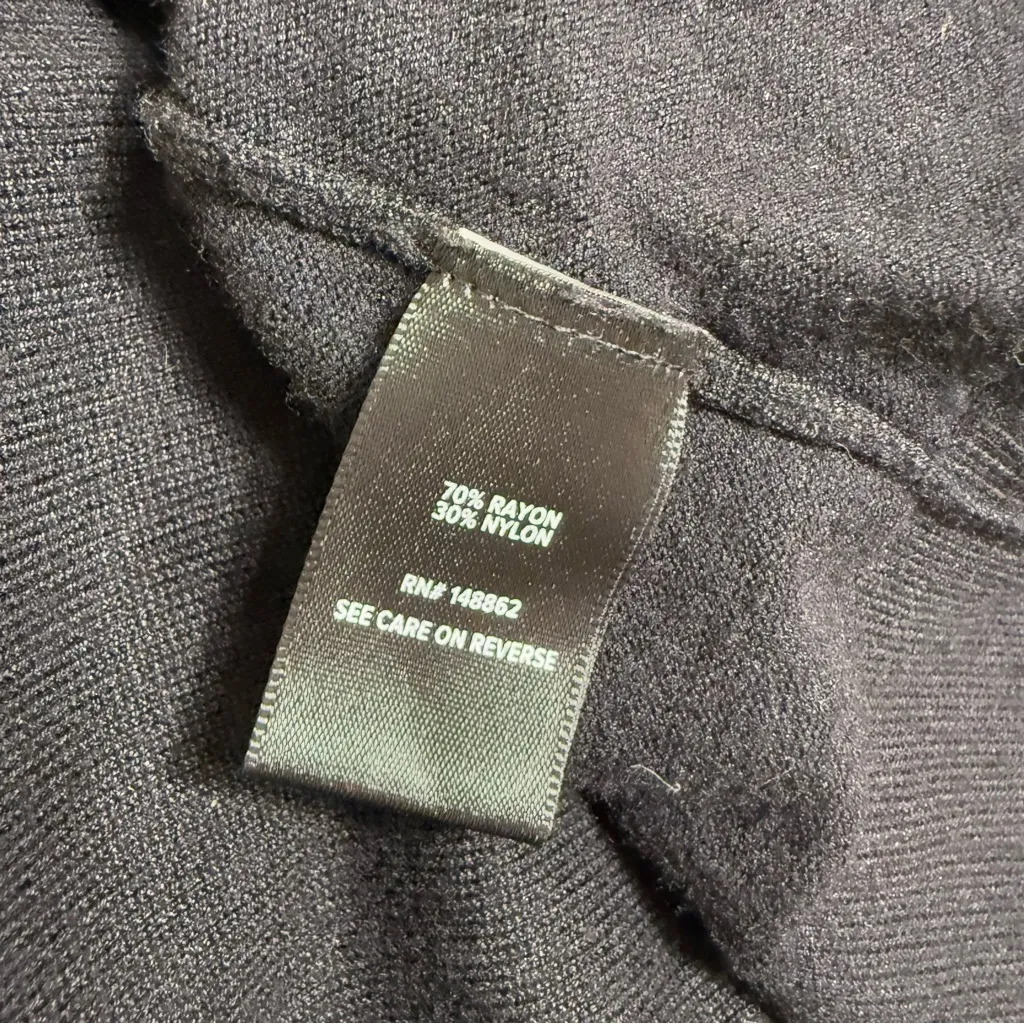 70% RAYON
30% NYLON
RN# 148862
SEE CARE ON REVERSE